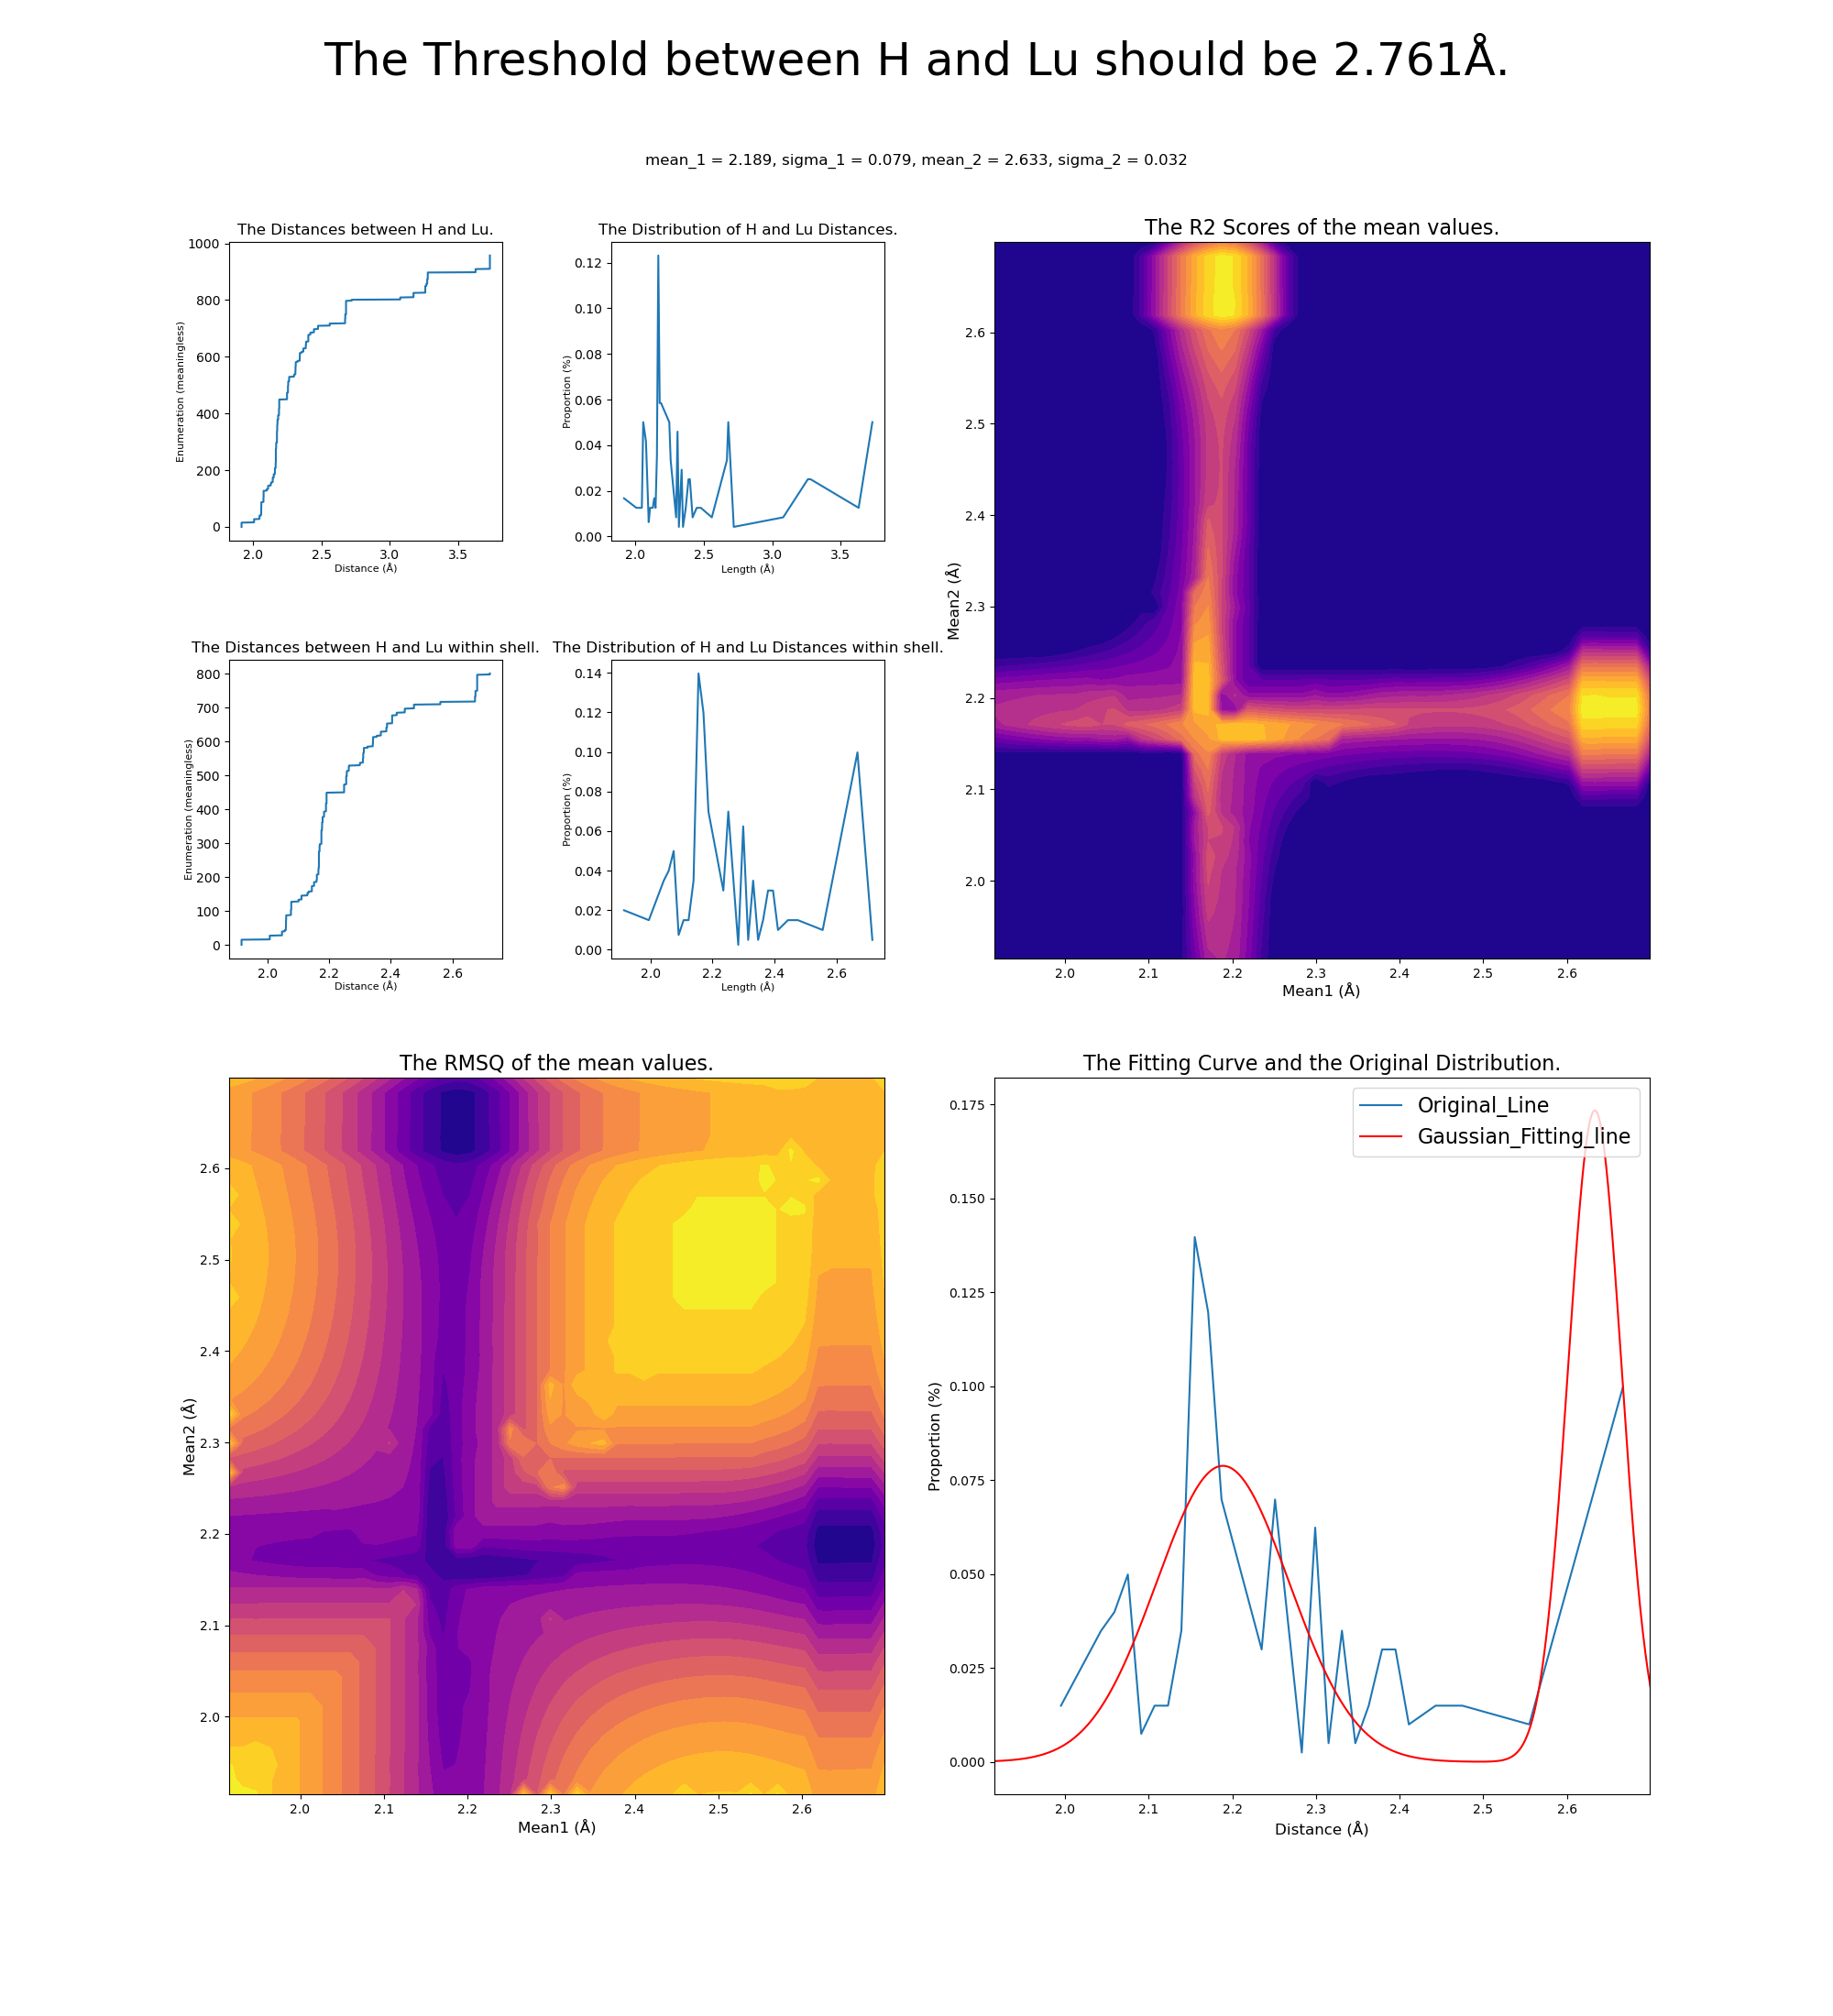 The Threshold between H and Lu should be 2.761Å.
mean_1 = 2.189, sigma_1 = 0.079, mean_2 = 2.633, sigma_2 = 0.032
The Distances between H and Lu.
1000
800
600
400
200
0
Enumeration (meaningless)
2.0 2.5 3.0 3.5
Distance (Å)
The Distribution of H and Lu Distances.
0.12
0.10
0.08
0.06
0.04
0.02
0.00
Proportion (%)
2.0 2.5 3.0 3.5
Length (Å)
The R2 Scores of the mean values.
2.6
2.5
2.4
2.3
2.2
2.1
2.0
Mean2 (Å)
2.0 2.1 2.2 2.3 2.4 2.5 2.6
Mean1 (Å)
The Distances between H and Lu within shell.
800
700
600
500
400
300
200
100
0
Enumeration (meaningless)
2.0 2.2 2.4 2.6
Distance (Å)
The Distribution of H and Lu Distances within shell.
0.14
0.12
0.10
0.08
0.06
0.04
0.02
0.00
Proportion (%)
2.0 2.2 2.4 2.6
Length (Å)
The RMSQ of the mean values.
2.6
2.5
2.4
2.3
2.2
2.1
2.0
Mean2 (Å)
2.0 2.1 2.2 2.3 2.4 2.5 2.6
Mean1 (Å)
The Fitting Curve and the Original Distribution.
Original_Line
Gaussian_Fitting_line
0.175
0.150
0.125
0.100
0.075
0.050
0.025
0.000
Proportion (%)
2.0 2.1 2.2 2.3 2.4 2.5 2.6
Distance (Å)